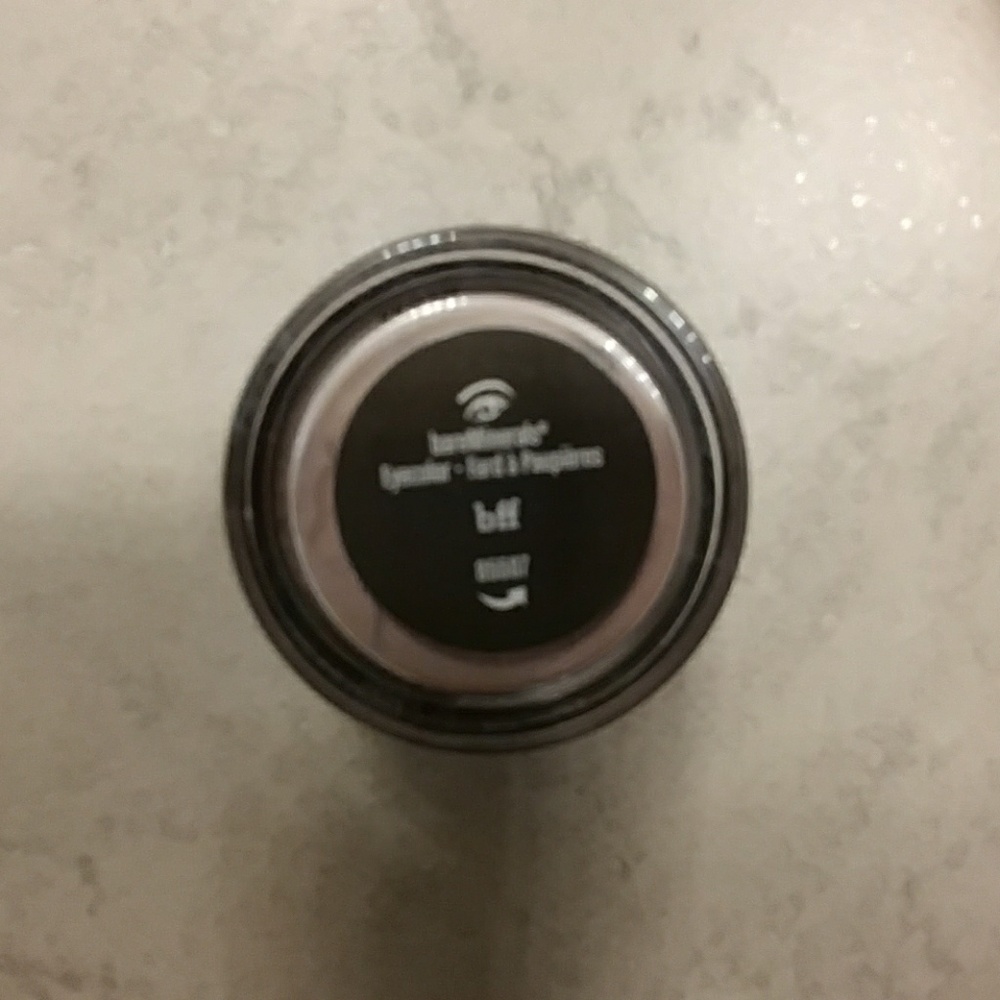 bareMinerals®
Eyecolor • Fard à Paupières
bff